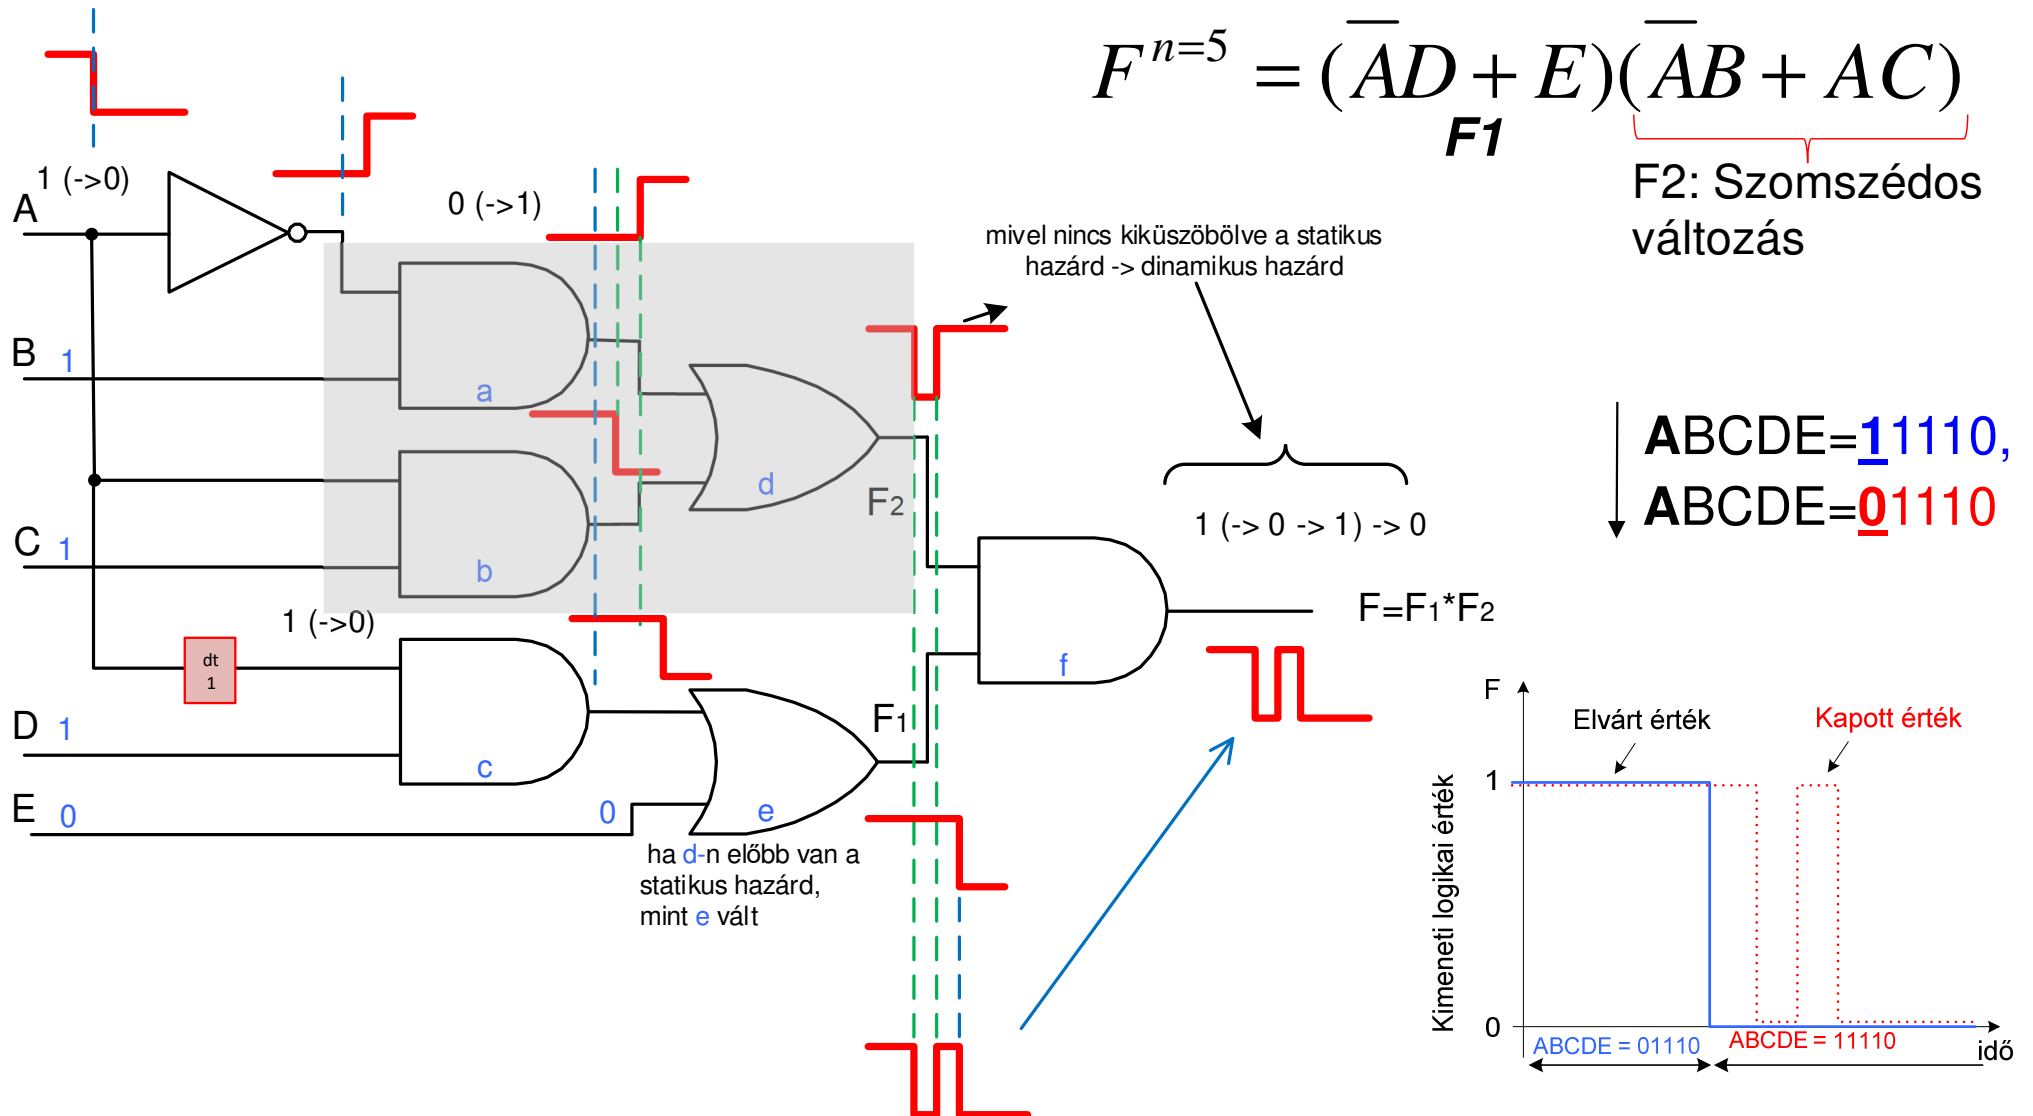 F^{n=5} = (A̅D + E)(A̅B + AC)
F1
F2: Szomszédos
változás
1 (->0)
A
0 (->1)
mivel nincs kiküszöbölve a statikus
hazárd -> dinamikus hazárd
B 1
a
d
F2
C 1
b
1 (-> 0 -> 1) -> 0
ABCDE=11110,
ABCDE=01110
1 (->0)
dt
1
D 1
c
F1
f
F=F1*F2
E 0
0
e
ha d-n előbb van a
statikus hazárd,
mint e vált
F
Elvárt érték
Kapott érték
1
Kimeneti logikai érték
0
ABCDE = 01110
ABCDE = 11110
idő